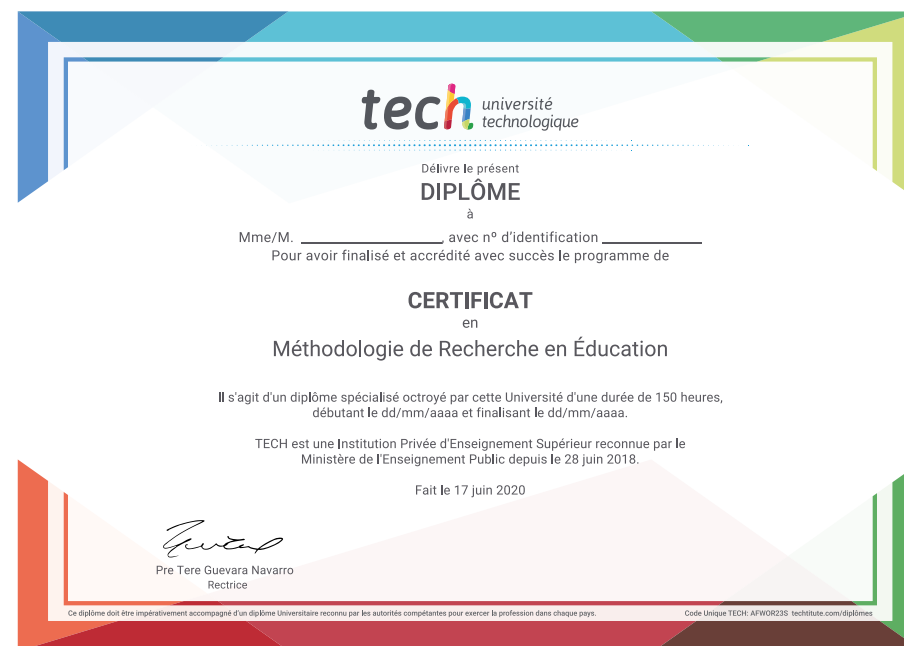 tech université
technologique
Délivre le présent
DIPLÔME
à
Mme/M. ____________________, avec nº d'identification ______________
Pour avoir finalisé et accrédité avec succès le programme de
CERTIFICAT
en
Méthodologie de Recherche en Éducation
Il s'agit d'un diplôme spécialisé octroyé par cette Université d'une durée de 150 heures,
débutant le dd/mm/aaaa et finalisant le dd/mm/aaaa.
TECH est une Institution Privée d'Enseignement Supérieur reconnue par le
Ministère de l'Enseignement Public depuis le 28 juin 2018.
Fait le 17 juin 2020
Pre Tere Guevara Navarro
Rectrice
Ce diplôme doit être impérativement accompagné d'un diplôme Universitaire reconnu par les autorités compétantes pour exercer la profession dans chaque pays. Code Unique TECH: AFWOR23S techtitute.com/diplômes